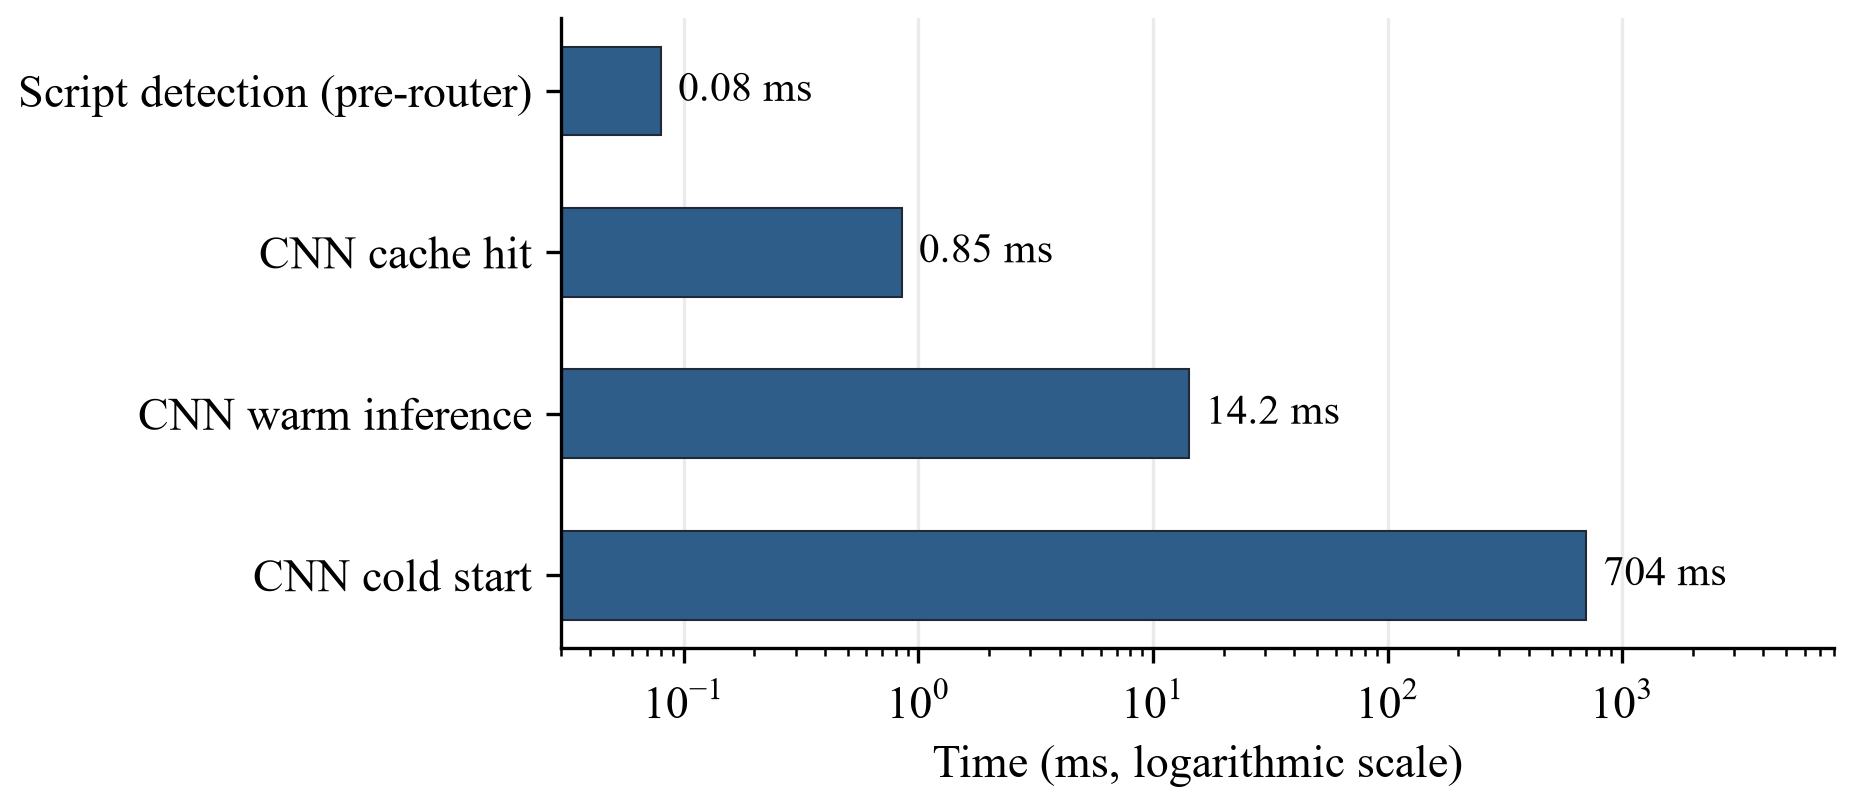 Script detection (pre-router)
0.08 ms
CNN cache hit
0.85 ms
CNN warm inference
14.2 ms
CNN cold start
704 ms
10⁻¹ 10⁰ 10¹ 10² 10³
Time (ms, logarithmic scale)